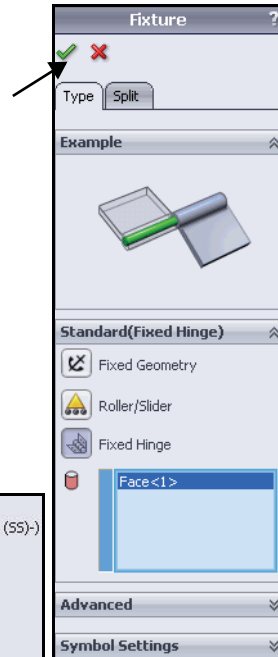 Fixture ?
Type Split
Example
Standard(Fixed Hinge)
Fixed Geometry
Roller/Slider
Fixed Hinge
Face<1>
(SS)-)
Advanced
Symbol Settings